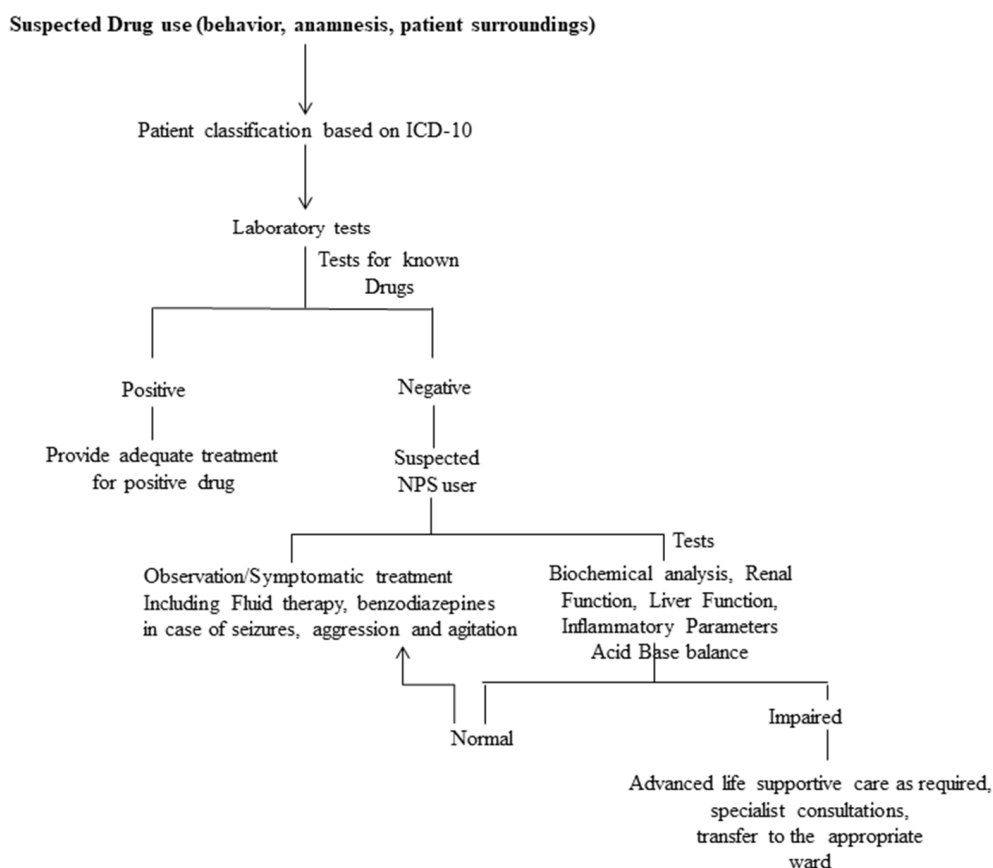 Suspected Drug use (behavior, anamnesis, patient surroundings)
Patient classification based on ICD-10
Laboratory tests
Tests for known
Drugs
Positive
Negative
Provide adequate treatment
for positive drug
Suspected
NPS user
Tests
Observation/Symptomatic treatment
Including Fluid therapy, benzodiazepines
in case of seizures, aggression and agitation
Biochemical analysis, Renal
Function, Liver Function,
Inflammatory Parameters
Acid Base balance
Normal
Impaired
Advanced life supportive care as required,
specialist consultations,
transfer to the appropriate
ward